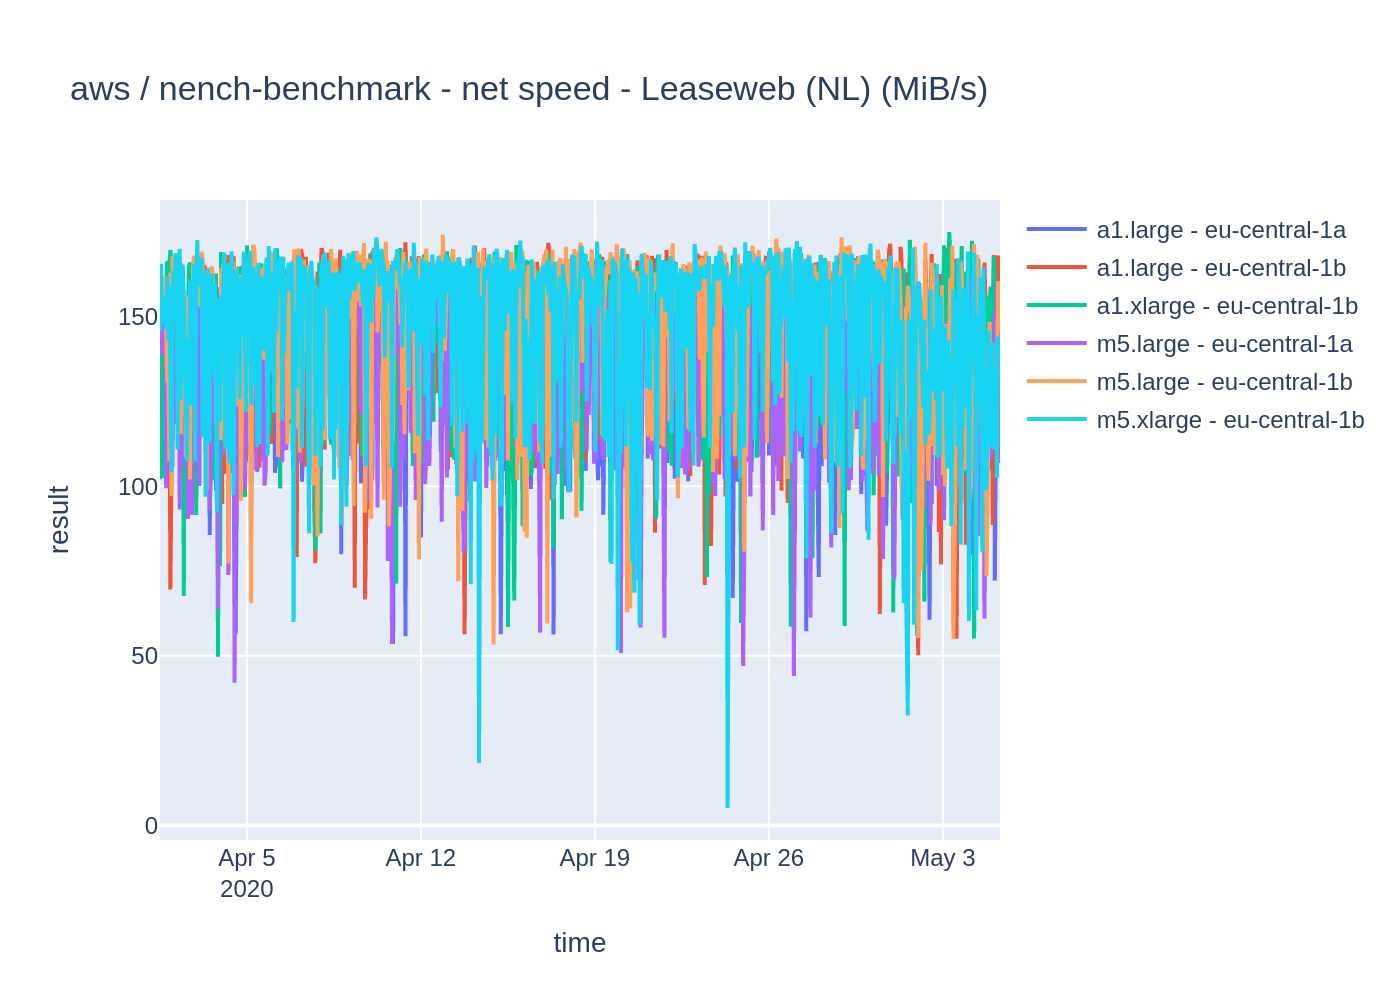 aws / nench-benchmark - net speed - Leaseweb (NL) (MiB/s)
a1.large - eu-central-1a
a1.large - eu-central-1b
a1.xlarge - eu-central-1b
m5.large - eu-central-1a
m5.large - eu-central-1b
m5.xlarge - eu-central-1b
150
100
50
0
result
Apr 5
2020
Apr 12
Apr 19
Apr 26
May 3
time